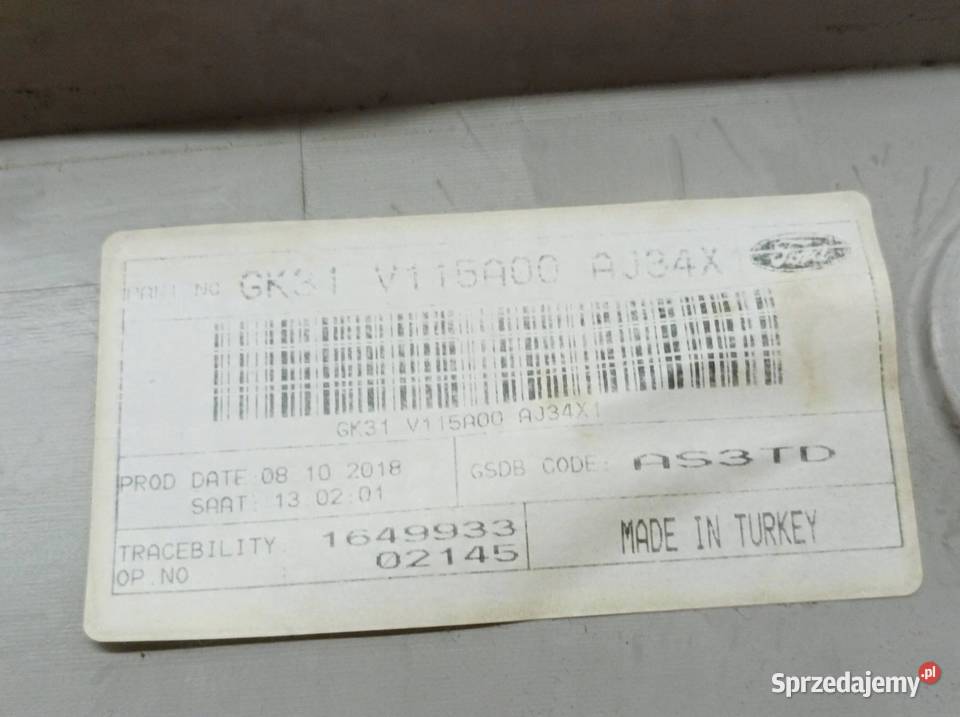 PART NO GK31 V115A00 AJ34X
Ford
GK31 V115A00 AJ34X1
PROD DATE: 08 10 2018
SAAT: 13:02:01
GSDB CODE: AS3TD
TRACEBILITY 1649933
OP.NO 02145
MADE IN TURKEY
Sprzedajemy.pl